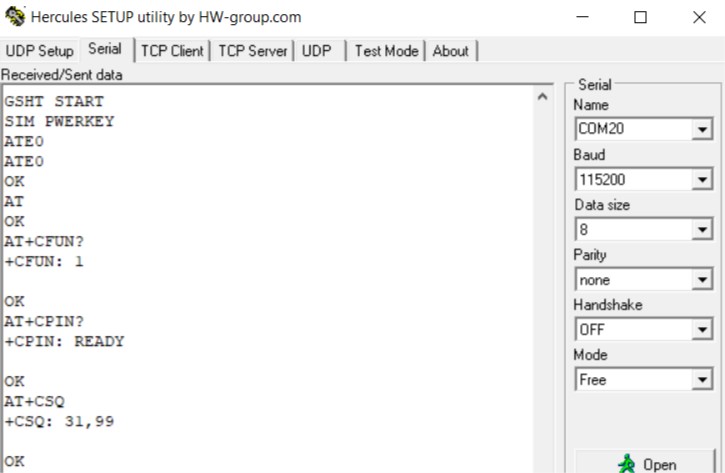 Hercules SETUP utility by HW-group.com
UDP Setup Serial TCP Client TCP Server UDP Test Mode About
Received/Sent data
GSHT START
SIM PWERKEY
ATE0
ATE0
OK
AT
OK
AT+CFUN?
+CFUN: 1
OK
AT+CPIN?
+CPIN: READY
OK
AT+CSQ
+CSQ: 31,99
OK
Serial
Name
COM20
Baud
115200
Data size
8
Parity
none
Handshake
OFF
Mode
Free
Open